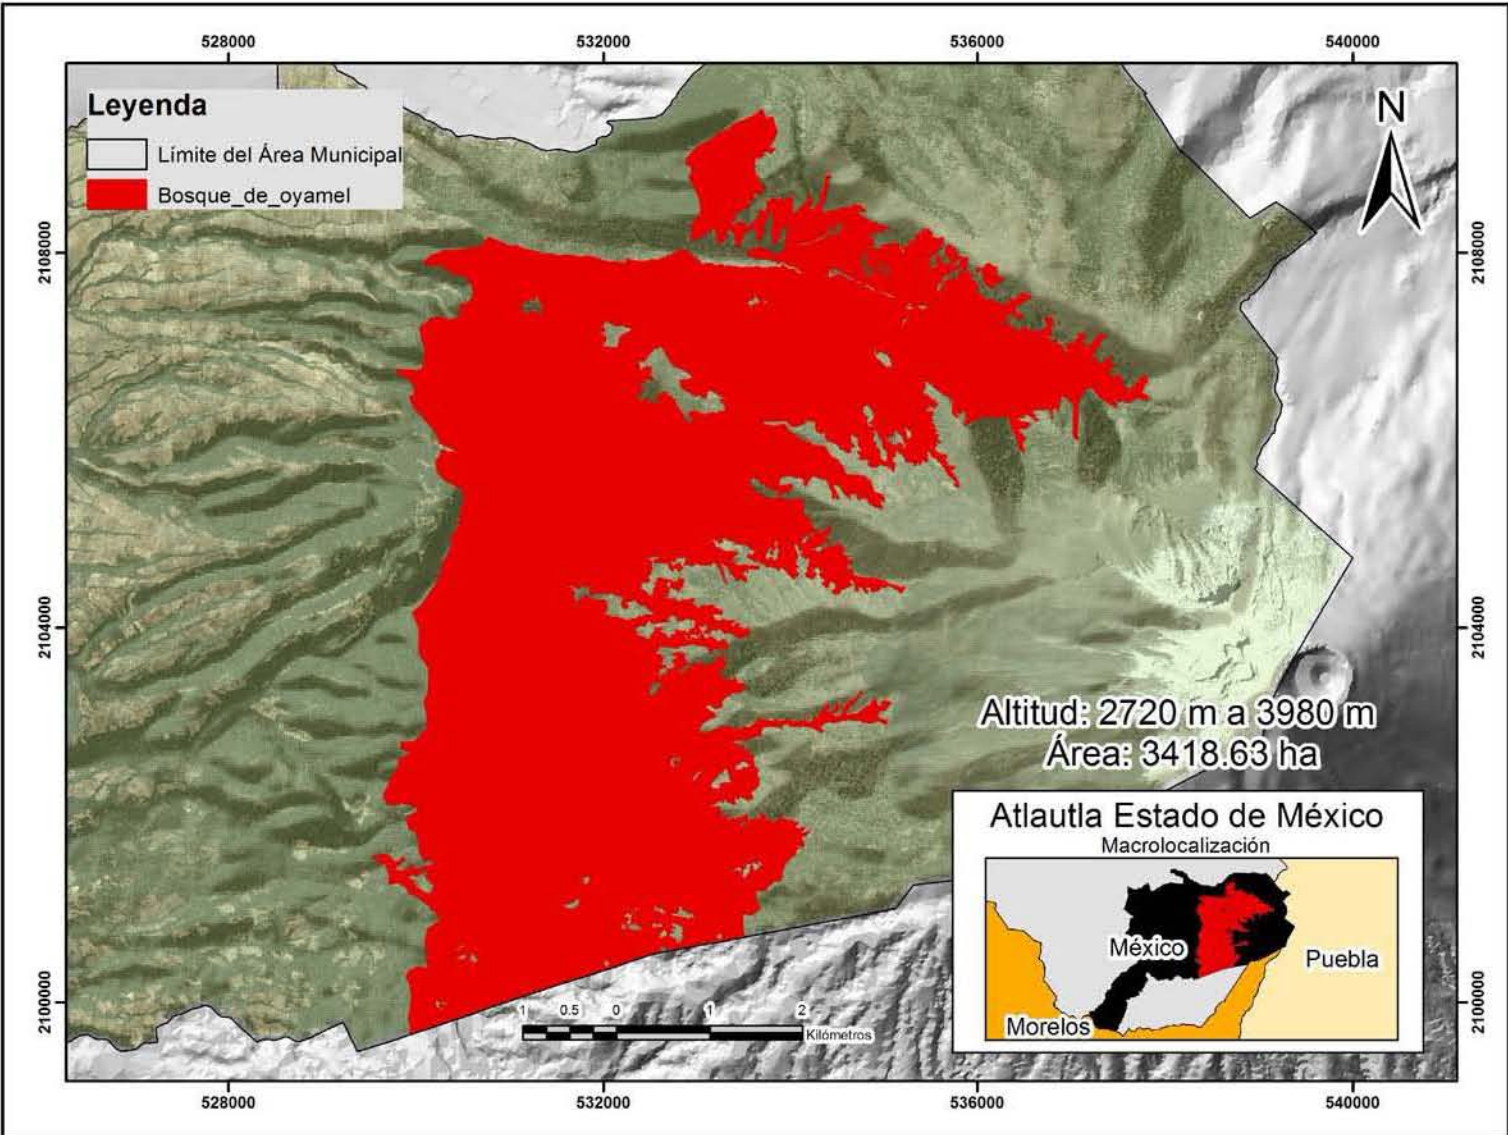 528000
532000
536000
540000
Leyenda
Límite del Área Municipal
Bosque_de_oyamel
N
2108000
2108000
2104000
2104000
Altitud: 2720 m a 3980 m
Área: 3418.63 ha
Atlautla Estado de México
Macrolocalización
México
Puebla
Morelos
2100000
2100000
1 0.5 0 1 2
Kilómetros
528000
532000
536000
540000